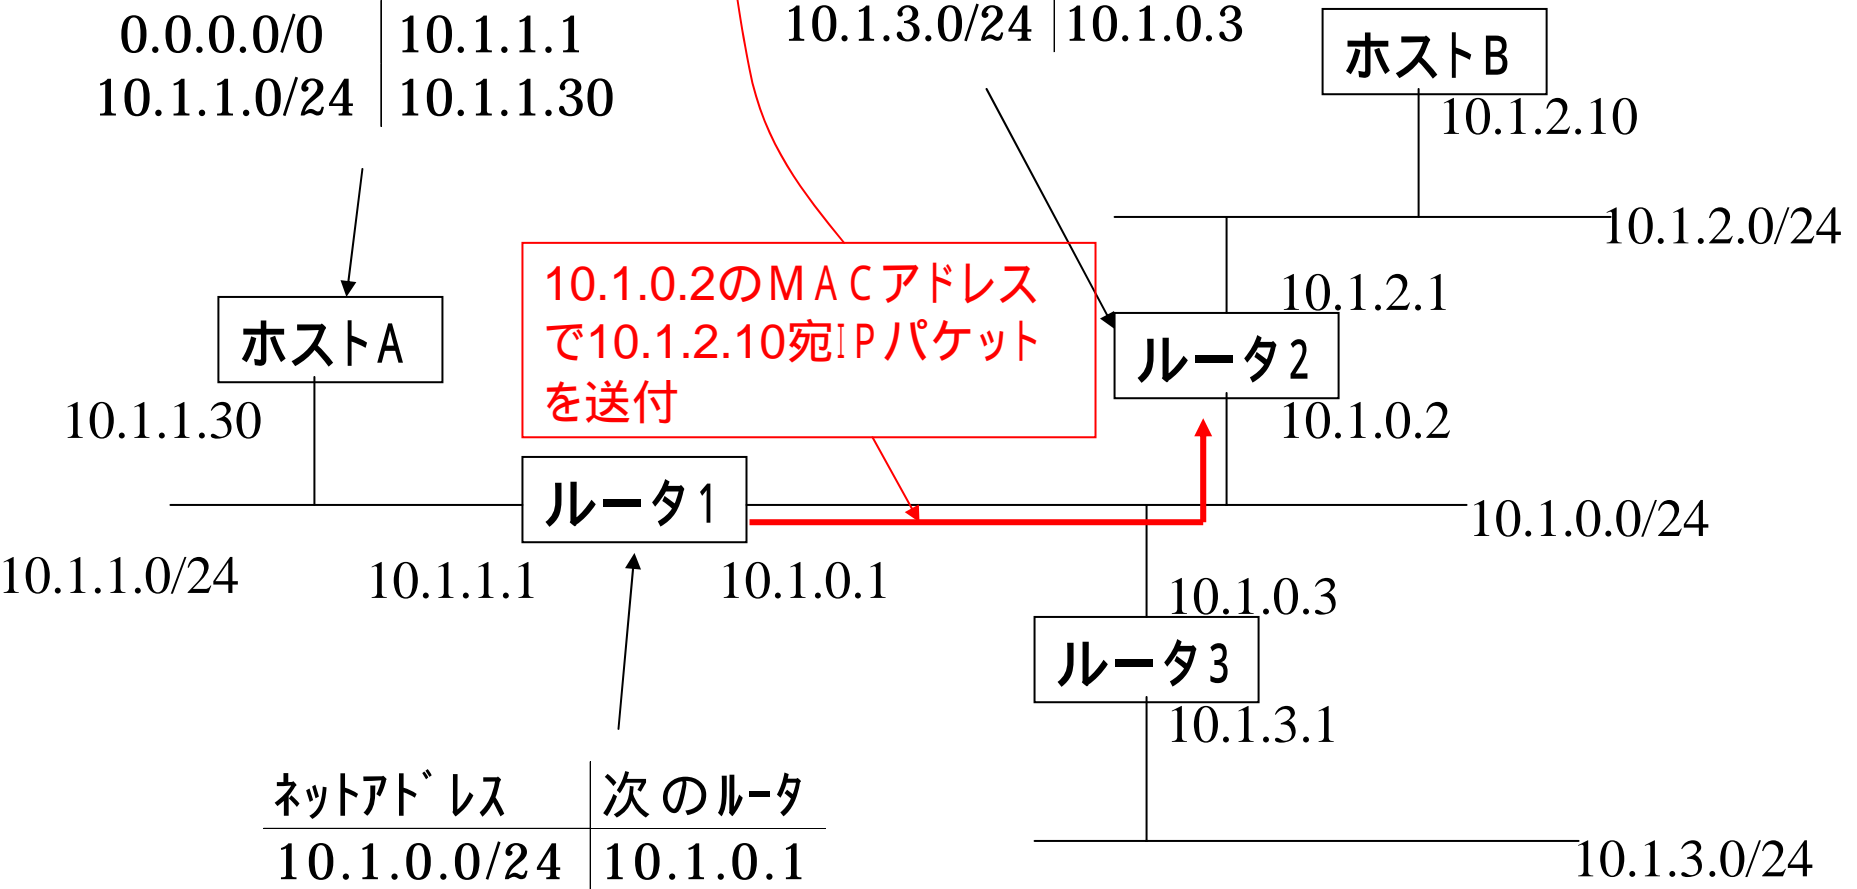 0.0.0.0/0 10.1.1.1
10.1.1.0/24 10.1.1.30
10.1.3.0/24 10.1.0.3
ホストB
10.1.2.10
10.1.2.0/24
10.1.2.1
ルータ2
10.1.0.2
10.1.0.2のMACアドレス
で10.1.2.10宛IPパケット
を送付
ホストA
10.1.1.30
ルータ1
10.1.0.0/24
10.1.1.0/24
10.1.1.1
10.1.0.1
10.1.0.3
ルータ3
10.1.3.1
10.1.3.0/24
ネットアドレス 次のルータ
10.1.0.0/24 10.1.0.1